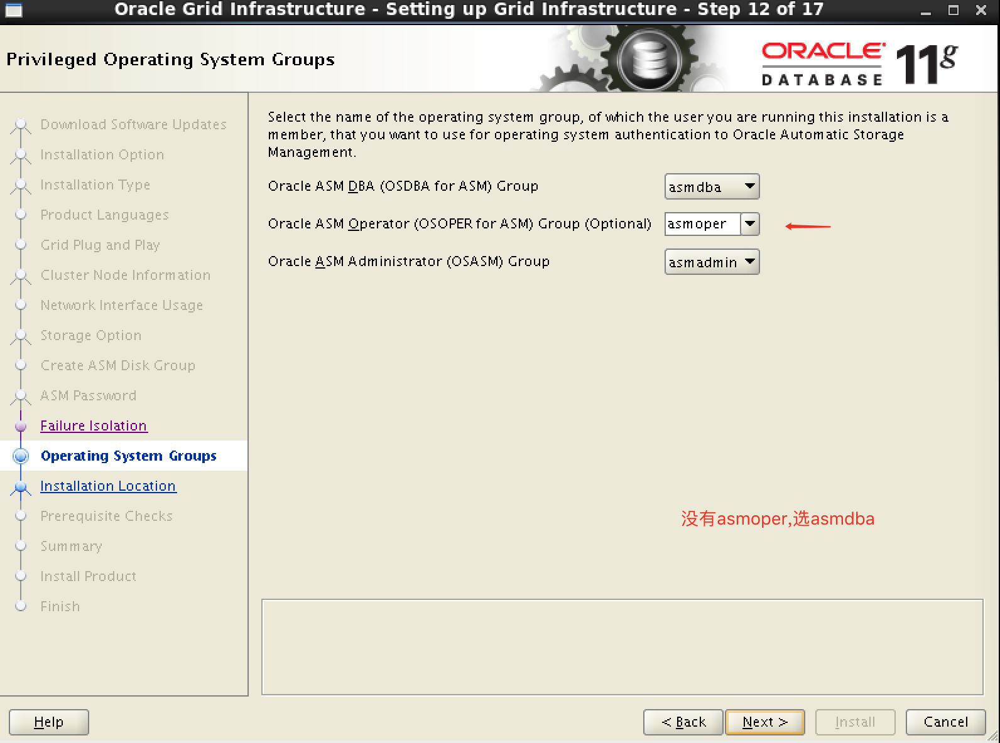 Oracle Grid Infrastructure - Setting up Grid Infrastructure - Step 12 of 17
Privileged Operating System Groups
ORACLE
DATABASE
11g
Download Software Updates
Installation Option
Installation Type
Product Languages
Grid Plug and Play
Cluster Node Information
Network Interface Usage
Storage Option
Create ASM Disk Group
ASM Password
Failure Isolation
Operating System Groups
Installation Location
Prerequisite Checks
Summary
Install Product
Finish
Select the name of the operating system group, of which the user you are running this installation is a
member, that you want to use for operating system authentication to Oracle Automatic Storage
Management.
Oracle ASM DBA (OSDBA for ASM) Group asmdba
Oracle ASM Operator (OSOPER for ASM) Group (Optional) asmoper
Oracle ASM Administrator (OSASM) Group asmadmin
没有asmoper,选asmdba
Help
< Back
Next >
Install
Cancel